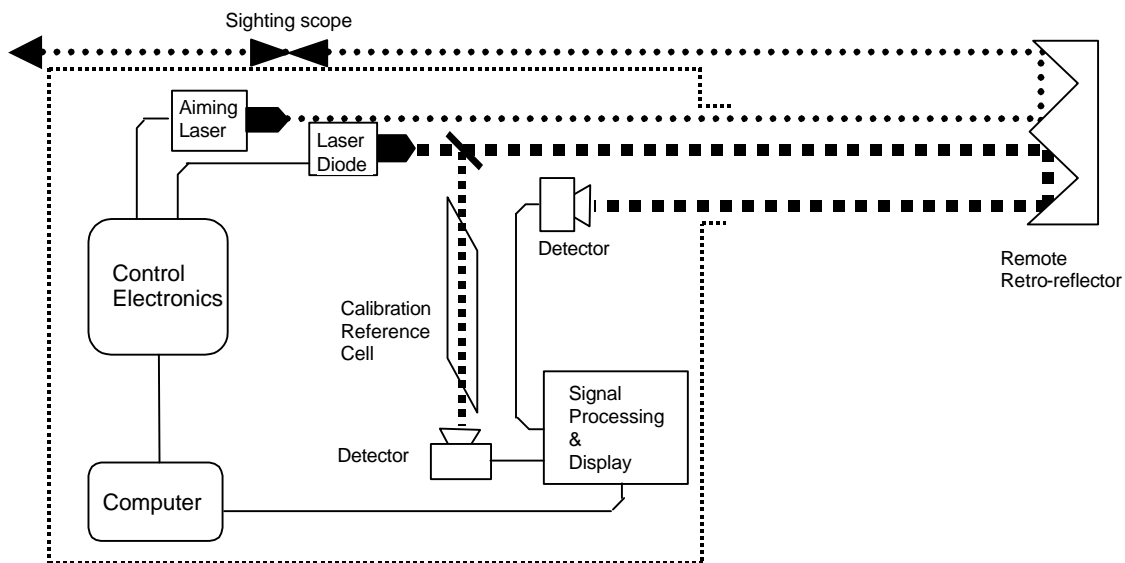 Sighting scope
Aiming
Laser
Laser
Diode
Detector
Remote
Retro-reflector
Control
Electronics
Calibration
Reference
Cell
Signal
Processing
&
Display
Detector
Computer